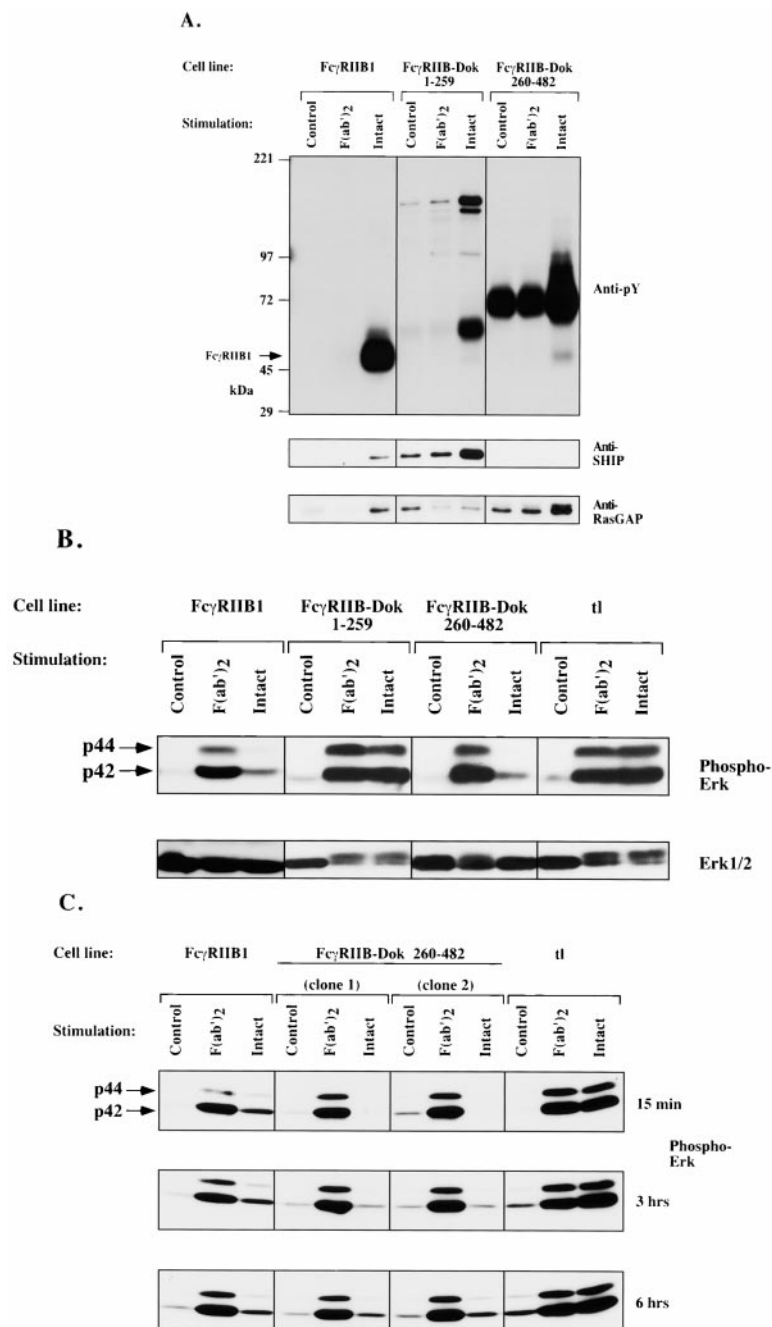 A.
Cell line: FcγRIIB1 FcγRIIB-Dok 1-259 FcγRIIB-Dok 260-482
Stimulation: Control F(ab')2 Intact Control F(ab')2 Intact Control F(ab')2 Intact
221
97
72
FcγRIIB1
45
kDa
29
Anti-pY
Anti-SHIP
Anti-RasGAP
B.
Cell line: FcγRIIB1 FcγRIIB-Dok 1-259 FcγRIIB-Dok 260-482 tl
Stimulation: Control F(ab')2 Intact Control F(ab')2 Intact Control F(ab')2 Intact Control F(ab')2 Intact
p44
p42
Phospho-Erk
Erk1/2
C.
Cell line: FcγRIIB1 FcγRIIB-Dok 260-482 tl
(clone 1) (clone 2)
Stimulation: Control F(ab')2 Intact Control F(ab')2 Intact Control F(ab')2 Intact Control F(ab')2 Intact
p44
p42
15 min
Phospho-Erk
3 hrs
6 hrs